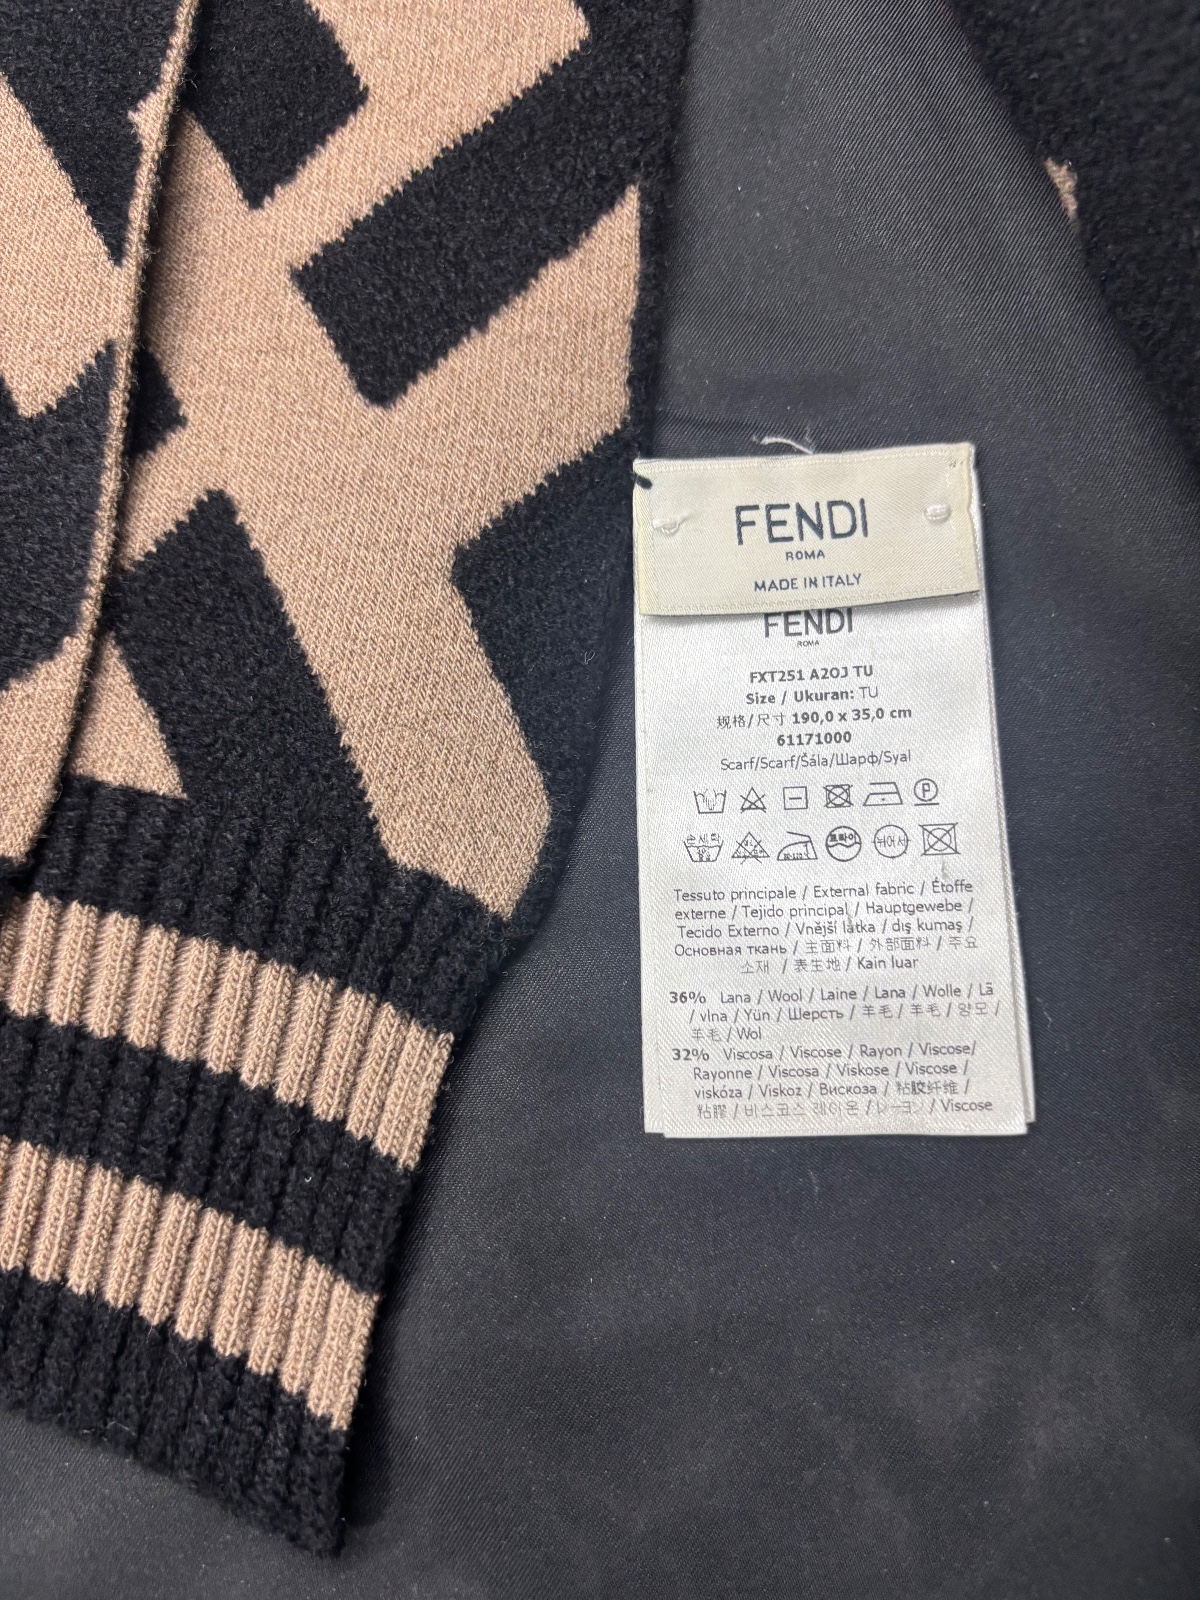 FENDI
ROMA
MADE IN ITALY
FENDI
ROMA
FXT251 A2OJ TU
Size / Ukuran: TU
规格/尺寸 190,0 x 35,0 cm
61171000
Scarf/Scarf/Šála/Шарф/Syal
P
손세탁
Tessuto principale / External fabric / Étoffe
externe / Tejido principal / Hauptgewebe /
Tecido Externo / Vnější látka / dış kumaş /
Основная ткань / 主面料 / 外部面料 / 주요
소재 / 表生地 / Kain luar
36% Lana / Wool / Laine / Lana / Wolle / Lã
/ vlna / Yün / Шерсть / 羊毛 / 羊毛 / 양모 /
羊毛 / Wol
32% Viscosa / Viscose / Rayon / Viscose/
Rayonne / Viscosa / Viskose / Viscose /
viskóza / Viskoz / Вискоза / 粘胶纤维 /
粘膠 / 비스코스 레이온 / レーヨン / Viscose